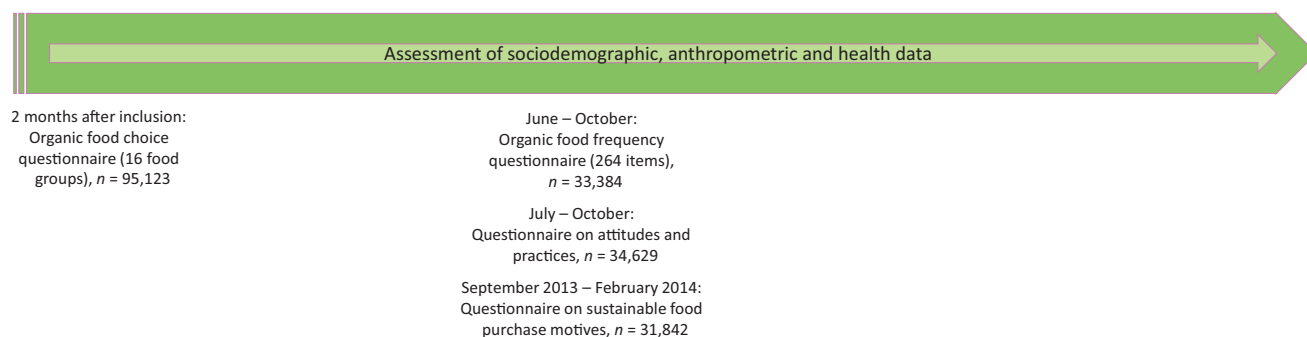 Assessment of sociodemographic, anthropometric and health data
2 months after inclusion:
Organic food choice
questionnaire (16 food
groups), n = 95,123
June – October:
Organic food frequency
questionnaire (264 items),
n = 33,384
July – October:
Questionnaire on attitudes and
practices, n = 34,629
September 2013 – February 2014:
Questionnaire on sustainable food
purchase motives, n = 31,842